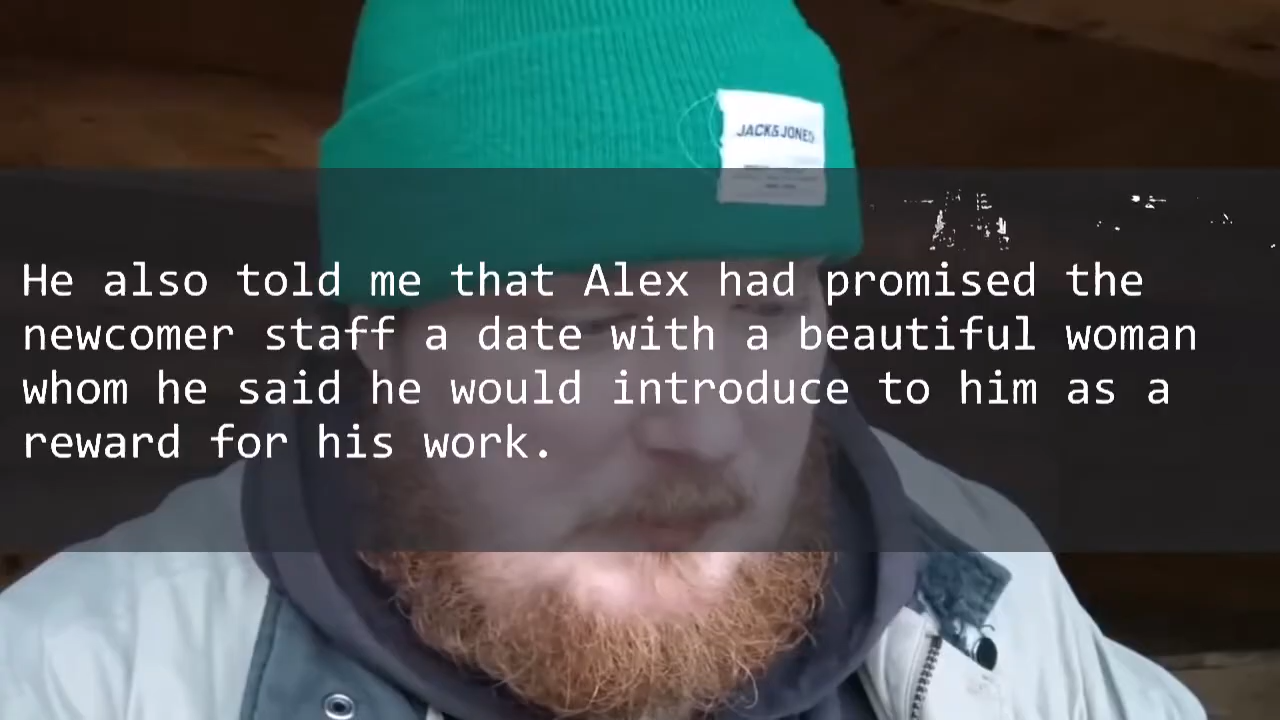 JACK&JONES
He also told me that Alex had promised the
newcomer staff a date with a beautiful woman
whom he said he would introduce to him as a
reward for his work.